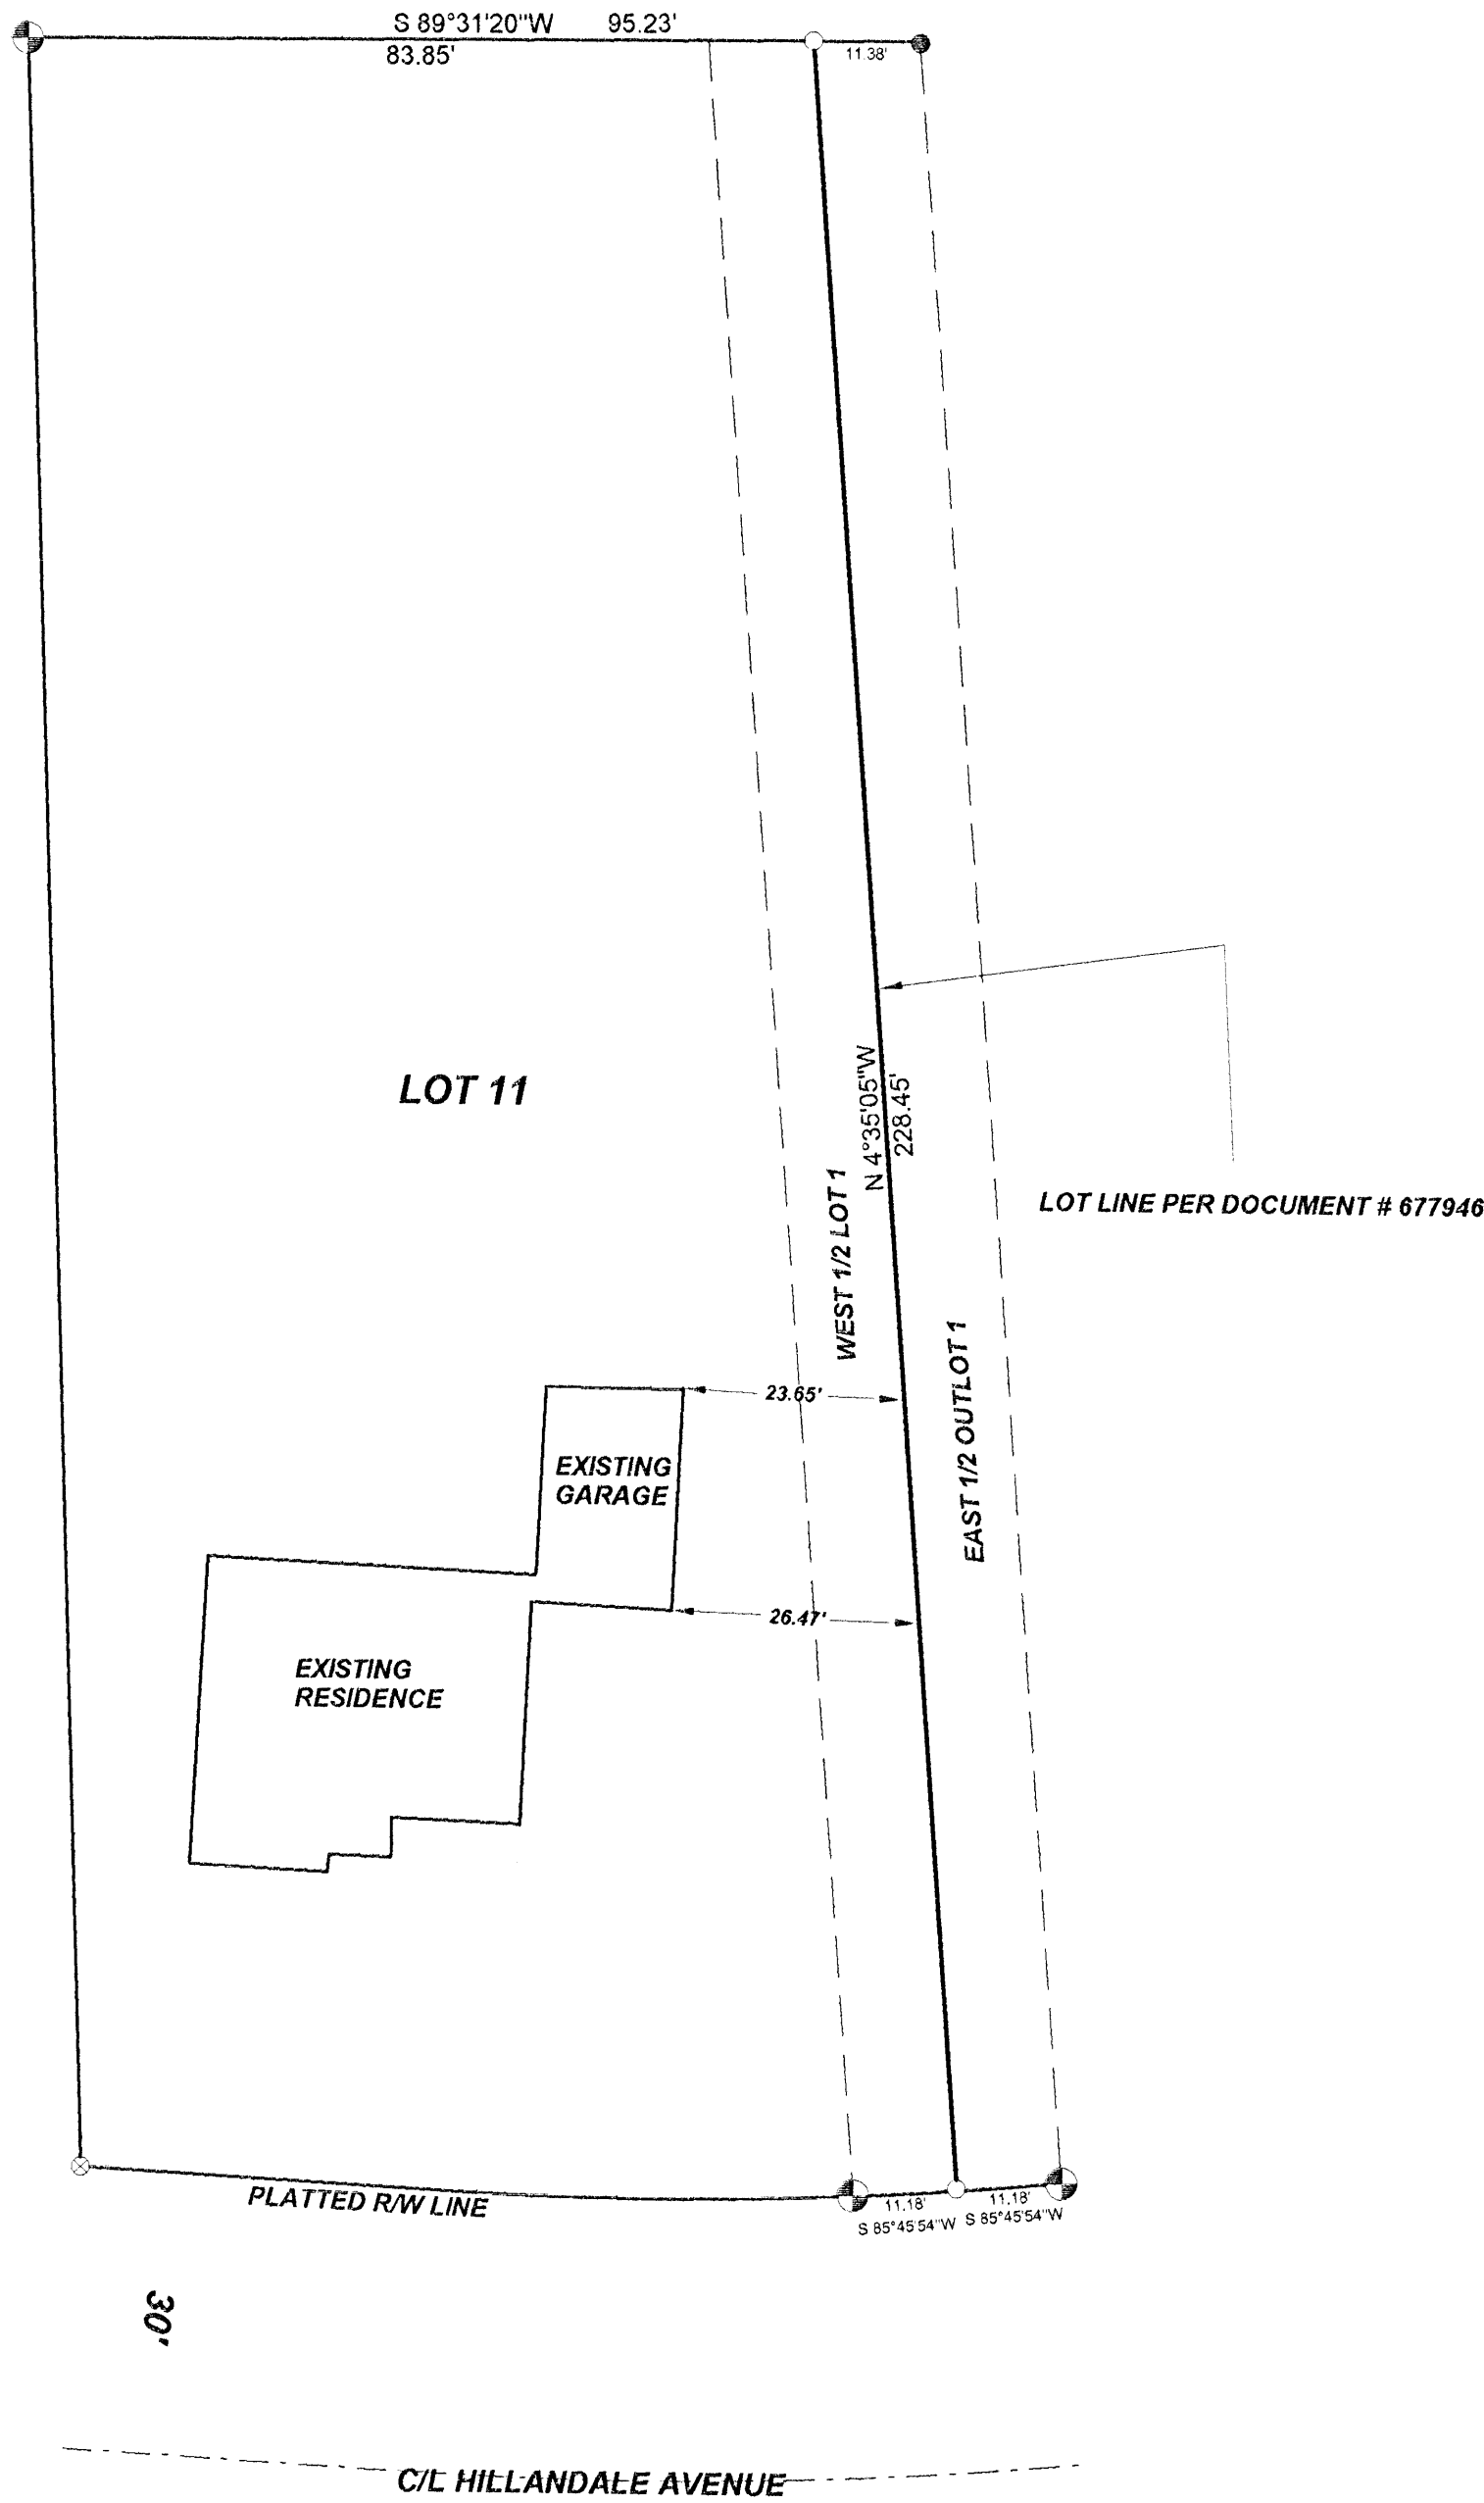 S 89°31'20"W 95.23'
83.85'
11.38'
N 4°35'05"W
228.45'
LOT 11
WEST 1/2 LOT 1
LOT LINE PER DOCUMENT # 677946
EAST 1/2 OUTLOT 1
23.65'
EXISTING
GARAGE
26.47'
EXISTING
RESIDENCE
PLATTED R/W LINE
11.18'
S 85°45'54"W
11.18'
S 85°45'54"W
30'
C/L HILLANDALE AVENUE